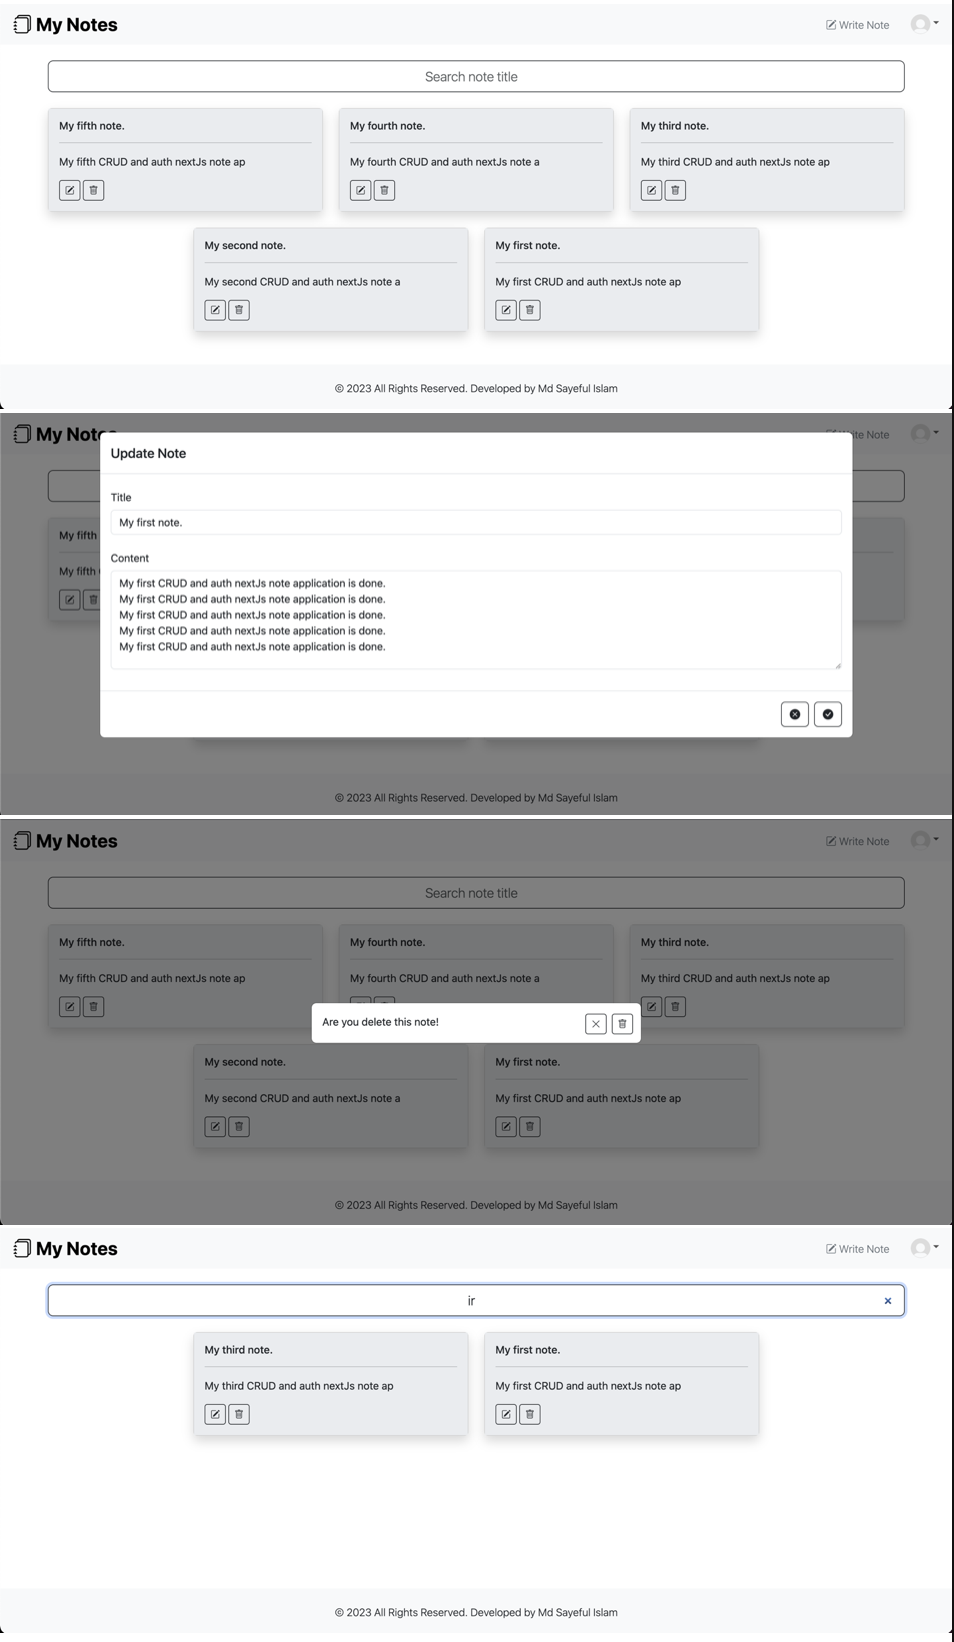 My Notes
Write Note
Search note title
My fifth note.
My fourth note.
My third note.
My fifth CRUD and auth nextJs note ap
My fourth CRUD and auth nextJs note a
My third CRUD and auth nextJs note ap
My second note.
My first note.
My second CRUD and auth nextJs note a
My first CRUD and auth nextJs note ap
© 2023 All Rights Reserved. Developed by Md Sayeful Islam
My Notes
Write Note
Update Note
Title
My first note.
My fifth
Content
My first CRUD and auth nextJs note application is done.
My fifth
My first CRUD and auth nextJs note application is done.
My first CRUD and auth nextJs note application is done.
My first CRUD and auth nextJs note application is done.
My first CRUD and auth nextJs note application is done.
© 2023 All Rights Reserved. Developed by Md Sayeful Islam
My Notes
Write Note
Search note title
My fifth note.
My fourth note.
My third note.
My fifth CRUD and auth nextJs note ap
My fourth CRUD and auth nextJs note a
My third CRUD and auth nextJs note ap
Are you delete this note!
My second note.
My first note.
My second CRUD and auth nextJs note a
My first CRUD and auth nextJs note ap
© 2023 All Rights Reserved. Developed by Md Sayeful Islam
My Notes
Write Note
ir
My third note.
My first note.
My third CRUD and auth nextJs note ap
My first CRUD and auth nextJs note ap
© 2023 All Rights Reserved. Developed by Md Sayeful Islam